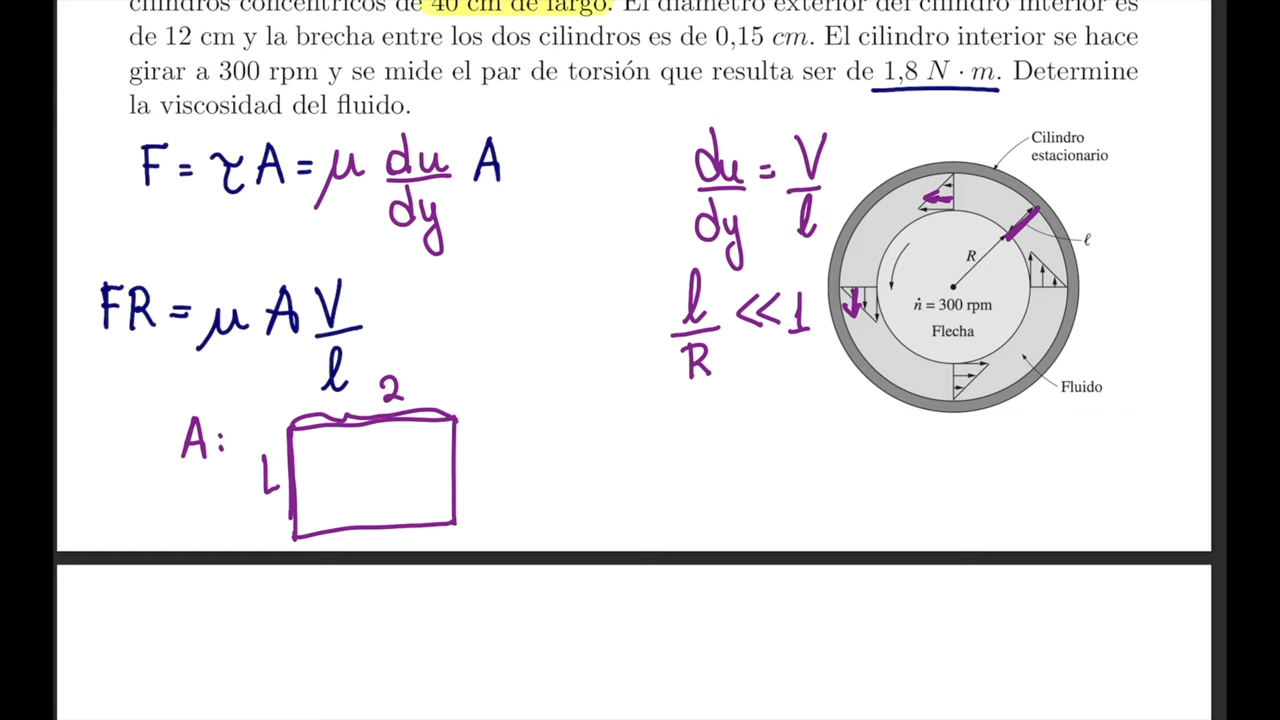 cilindros concéntricos de 40 cm de largo. El diámetro exterior del cilindro interior es
de 12 cm y la brecha entre los dos cilindros es de 0,15 cm. El cilindro interior se hace
girar a 300 rpm y se mide el par de torsión que resulta ser de 1,8 N · m. Determine
la viscosidad del fluido.
F = τ A = μ du/dy A
du/dy = V/l
Cilindro
estacionario
ℓ
R
ṅ = 300 rpm
Flecha
Fluido
FR = μ A V/l
l/R << 1
A:
2
L